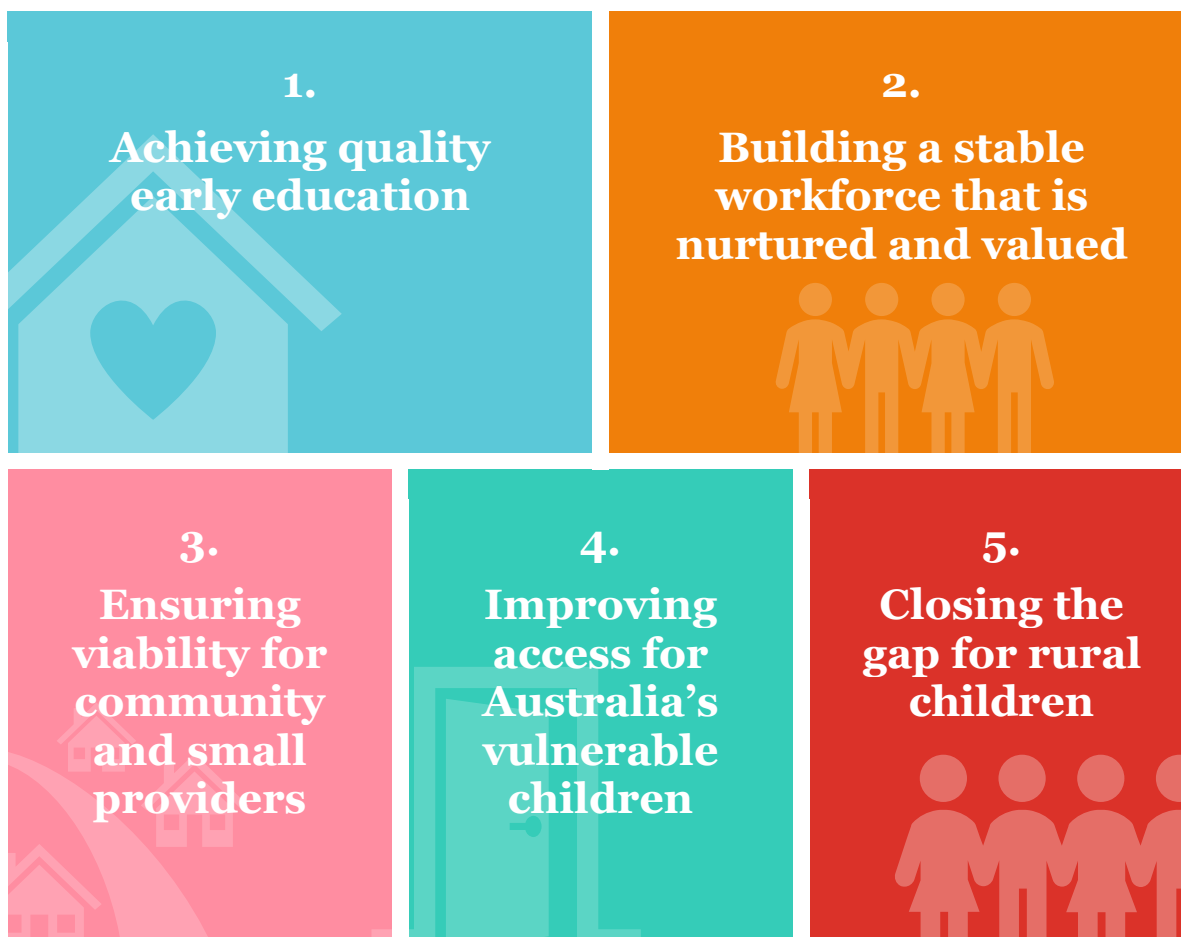 1.
Achieving quality
early education
2.
Building a stable
workforce that is
nurtured and valued
3.
Ensuring
viability for
community
and small
providers
4.
Improving
access for
Australia’s
vulnerable
children
5.
Closing the
gap for rural
children